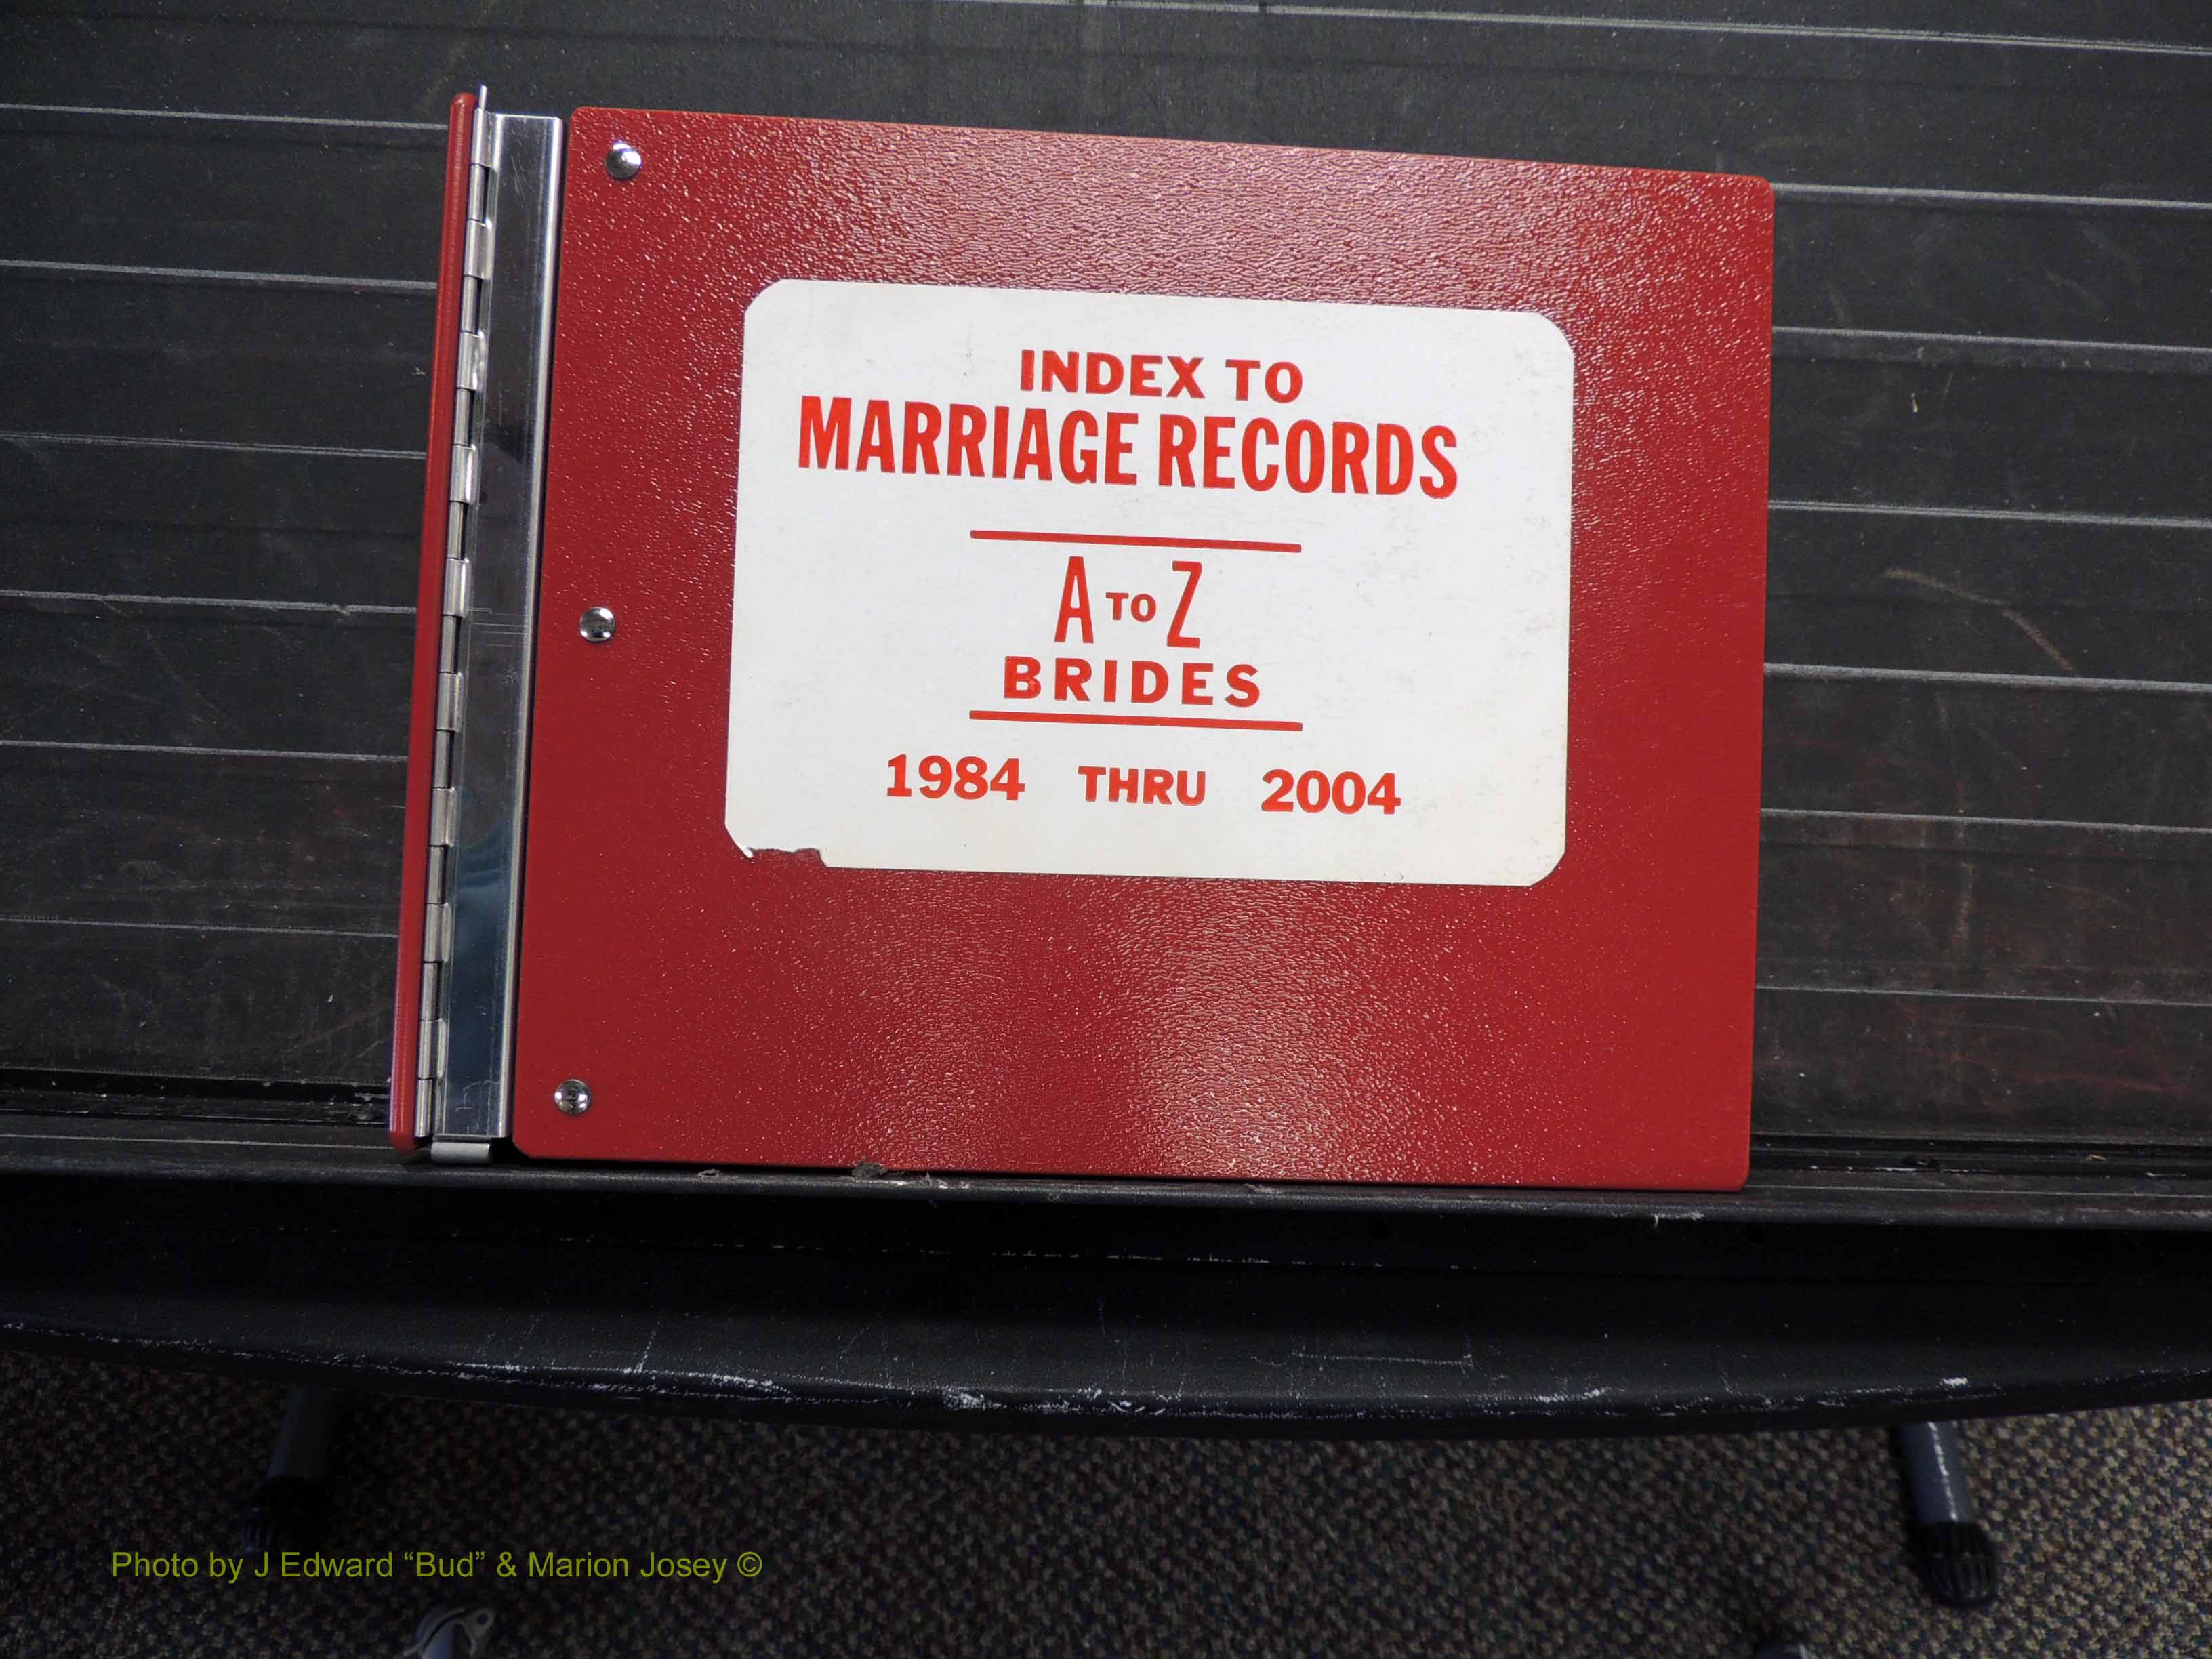 INDEX TO
MARRIAGE RECORDS
A TO Z
BRIDES
1984 THRU 2004
Photo by J Edward “Bud” & Marion Josey ©